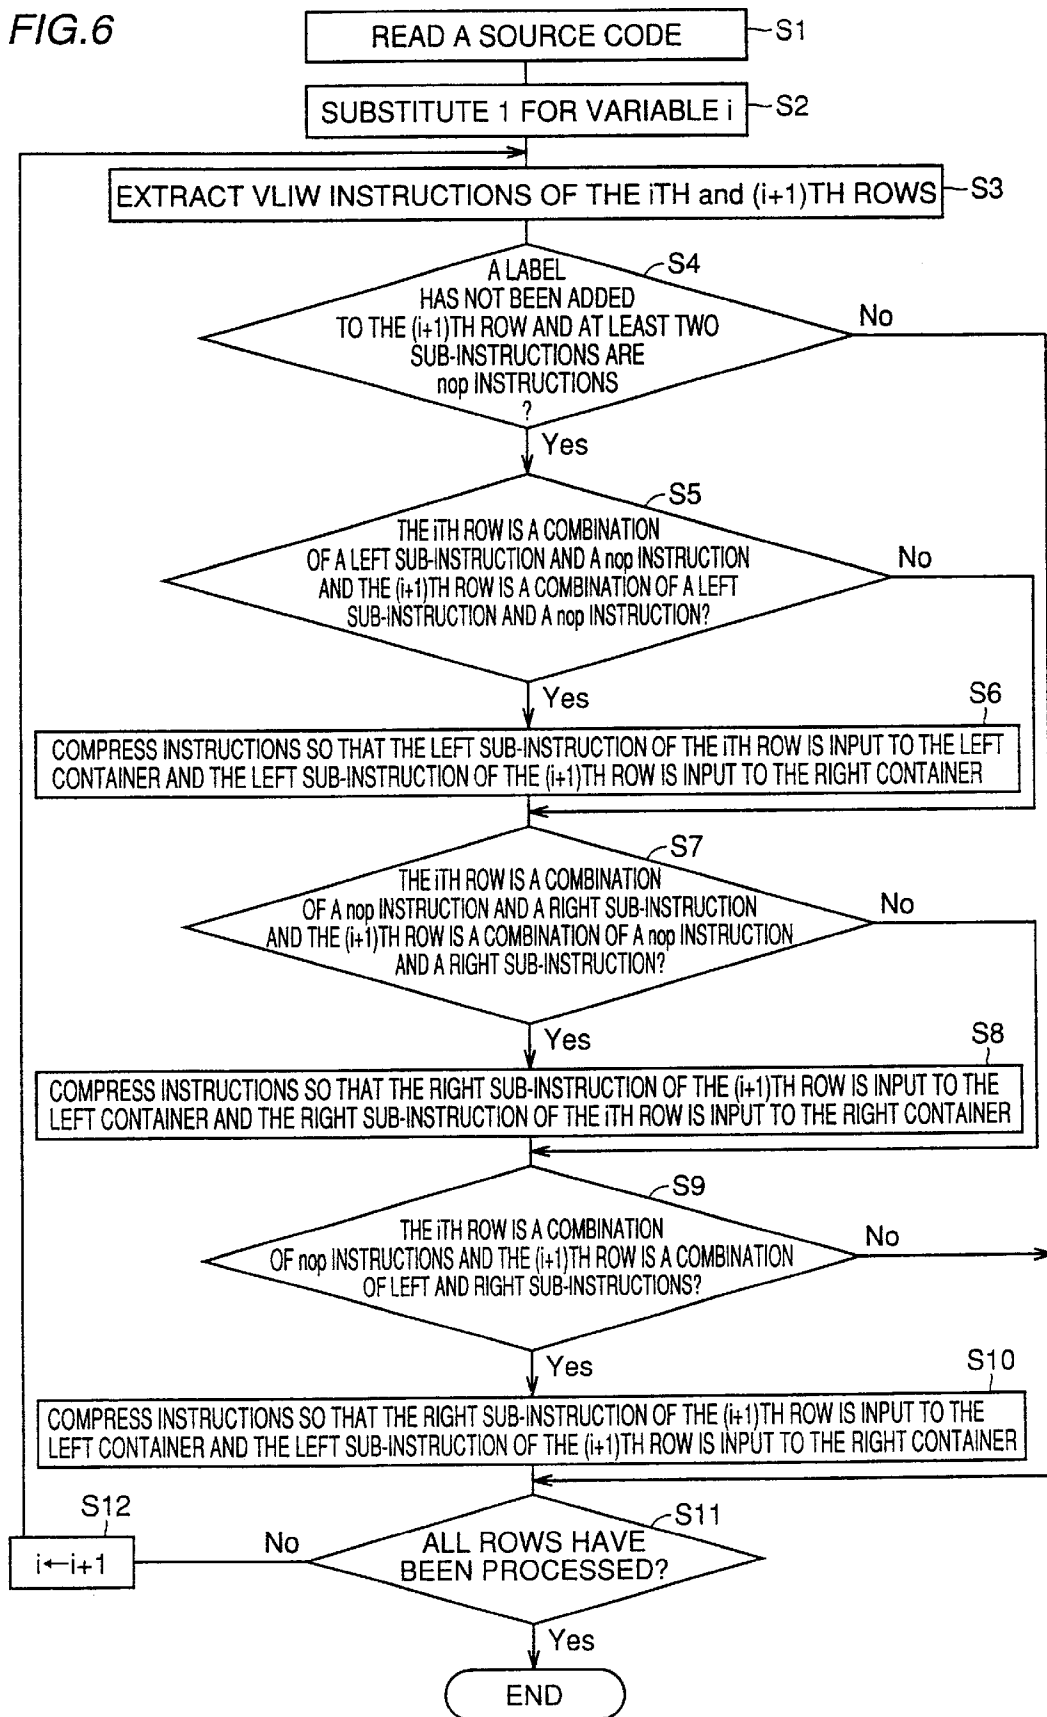 FIG.6
READ A SOURCE CODE
S1
SUBSTITUTE 1 FOR VARIABLE i
S2
EXTRACT VLIW INSTRUCTIONS OF THE iTH and (i+1)TH ROWS
S3
S4
A LABEL
HAS NOT BEEN ADDED
TO THE (i+1)TH ROW AND AT LEAST TWO
SUB-INSTRUCTIONS ARE
nop INSTRUCTIONS
?
No
Yes
S5
THE iTH ROW IS A COMBINATION
OF A LEFT SUB-INSTRUCTION AND A nop INSTRUCTION
AND THE (i+1)TH ROW IS A COMBINATION OF A LEFT
SUB-INSTRUCTION AND A nop INSTRUCTION?
No
Yes
S6
COMPRESS INSTRUCTIONS SO THAT THE LEFT SUB-INSTRUCTION OF THE iTH ROW IS INPUT TO THE LEFT
CONTAINER AND THE LEFT SUB-INSTRUCTION OF THE (i+1)TH ROW IS INPUT TO THE RIGHT CONTAINER
S7
THE iTH ROW IS A COMBINATION
OF A nop INSTRUCTION AND A RIGHT SUB-INSTRUCTION
AND THE (i+1)TH ROW IS A COMBINATION OF A nop INSTRUCTION
AND A RIGHT SUB-INSTRUCTION?
No
Yes
S8
COMPRESS INSTRUCTIONS SO THAT THE RIGHT SUB-INSTRUCTION OF THE (i+1)TH ROW IS INPUT TO THE
LEFT CONTAINER AND THE RIGHT SUB-INSTRUCTION OF THE iTH ROW IS INPUT TO THE RIGHT CONTAINER
S9
THE iTH ROW IS A COMBINATION
OF nop INSTRUCTIONS AND THE (i+1)TH ROW IS A COMBINATION
OF LEFT AND RIGHT SUB-INSTRUCTIONS?
No
Yes
S10
COMPRESS INSTRUCTIONS SO THAT THE RIGHT SUB-INSTRUCTION OF THE (i+1)TH ROW IS INPUT TO THE
LEFT CONTAINER AND THE LEFT SUB-INSTRUCTION OF THE (i+1)TH ROW IS INPUT TO THE RIGHT CONTAINER
S11
ALL ROWS HAVE
BEEN PROCESSED?
No
S12
i←i+1
Yes
END